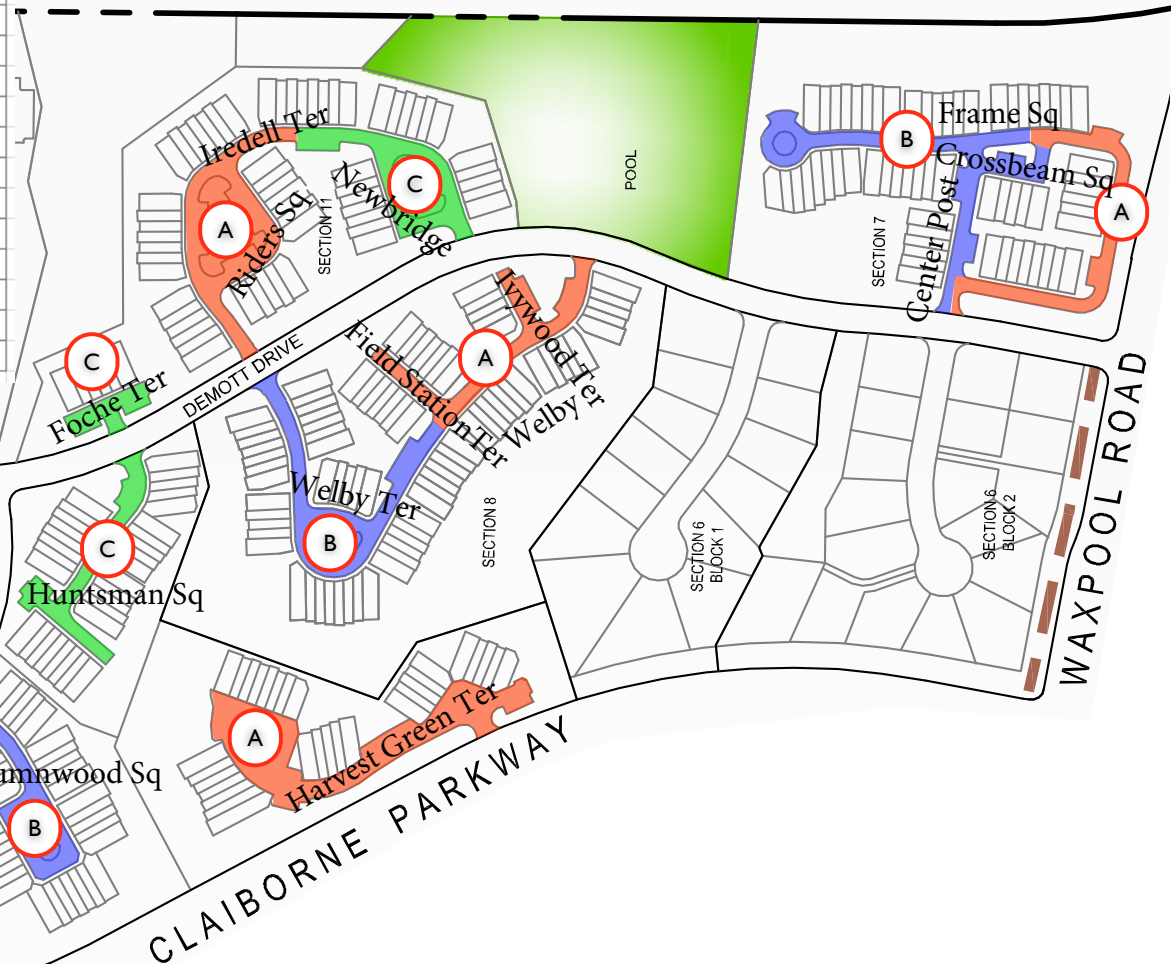 Iredell Ter
A
Riders Sq
SECTION 11
C
Newbridge
POOL
B
Frame Sq
Crossbeam Sq
A
Center Post
SECTION 7
C
Foche Ter
DEMOTT DRIVE
Ivywood Ter
A
Field Station Ter
Welby Ter
Welby Ter
B
SECTION 8
SECTION 6
BLOCK 1
SECTION 6
BLOCK 2
WAXPOOL ROAD
C
Huntsman Sq
A
Harvest Green Ter
CLAIBORNE PARKWAY
umnwood Sq
B